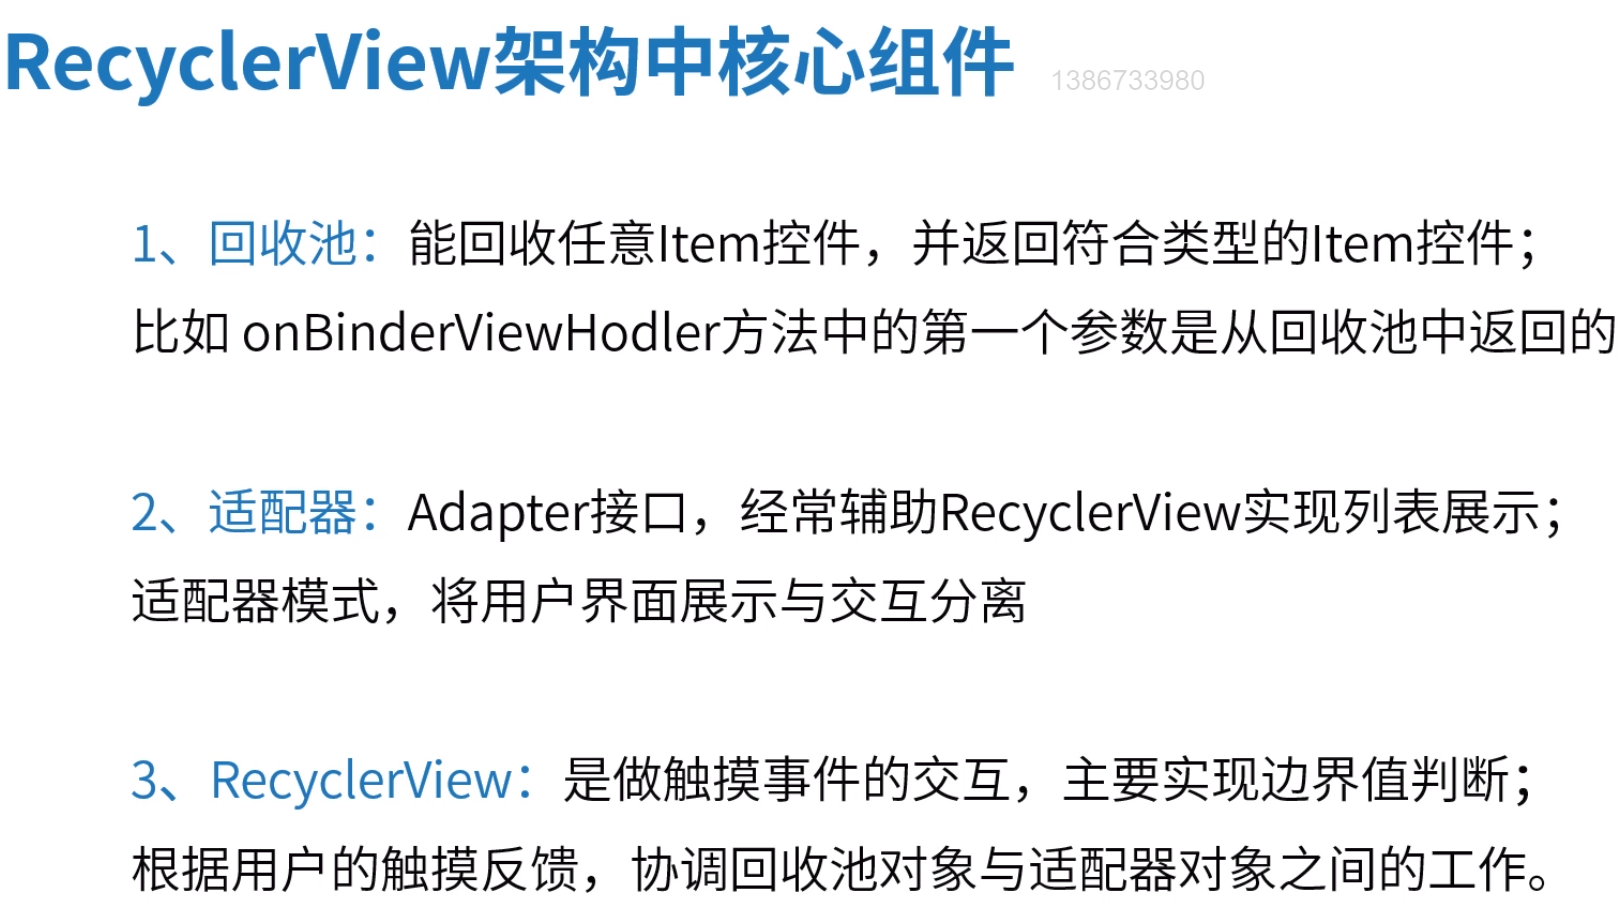 RecyclerView架构中核心组件
1386733980
1、回收池：能回收任意Item控件，并返回符合类型的Item控件；
比如 onBinderViewHodler方法中的第一个参数是从回收池中返回的
2、适配器：Adapter接口，经常辅助RecyclerView实现列表展示；
适配器模式，将用户界面展示与交互分离
3、RecyclerView：是做触摸事件的交互，主要实现边界值判断；
根据用户的触摸反馈，协调回收池对象与适配器对象之间的工作。